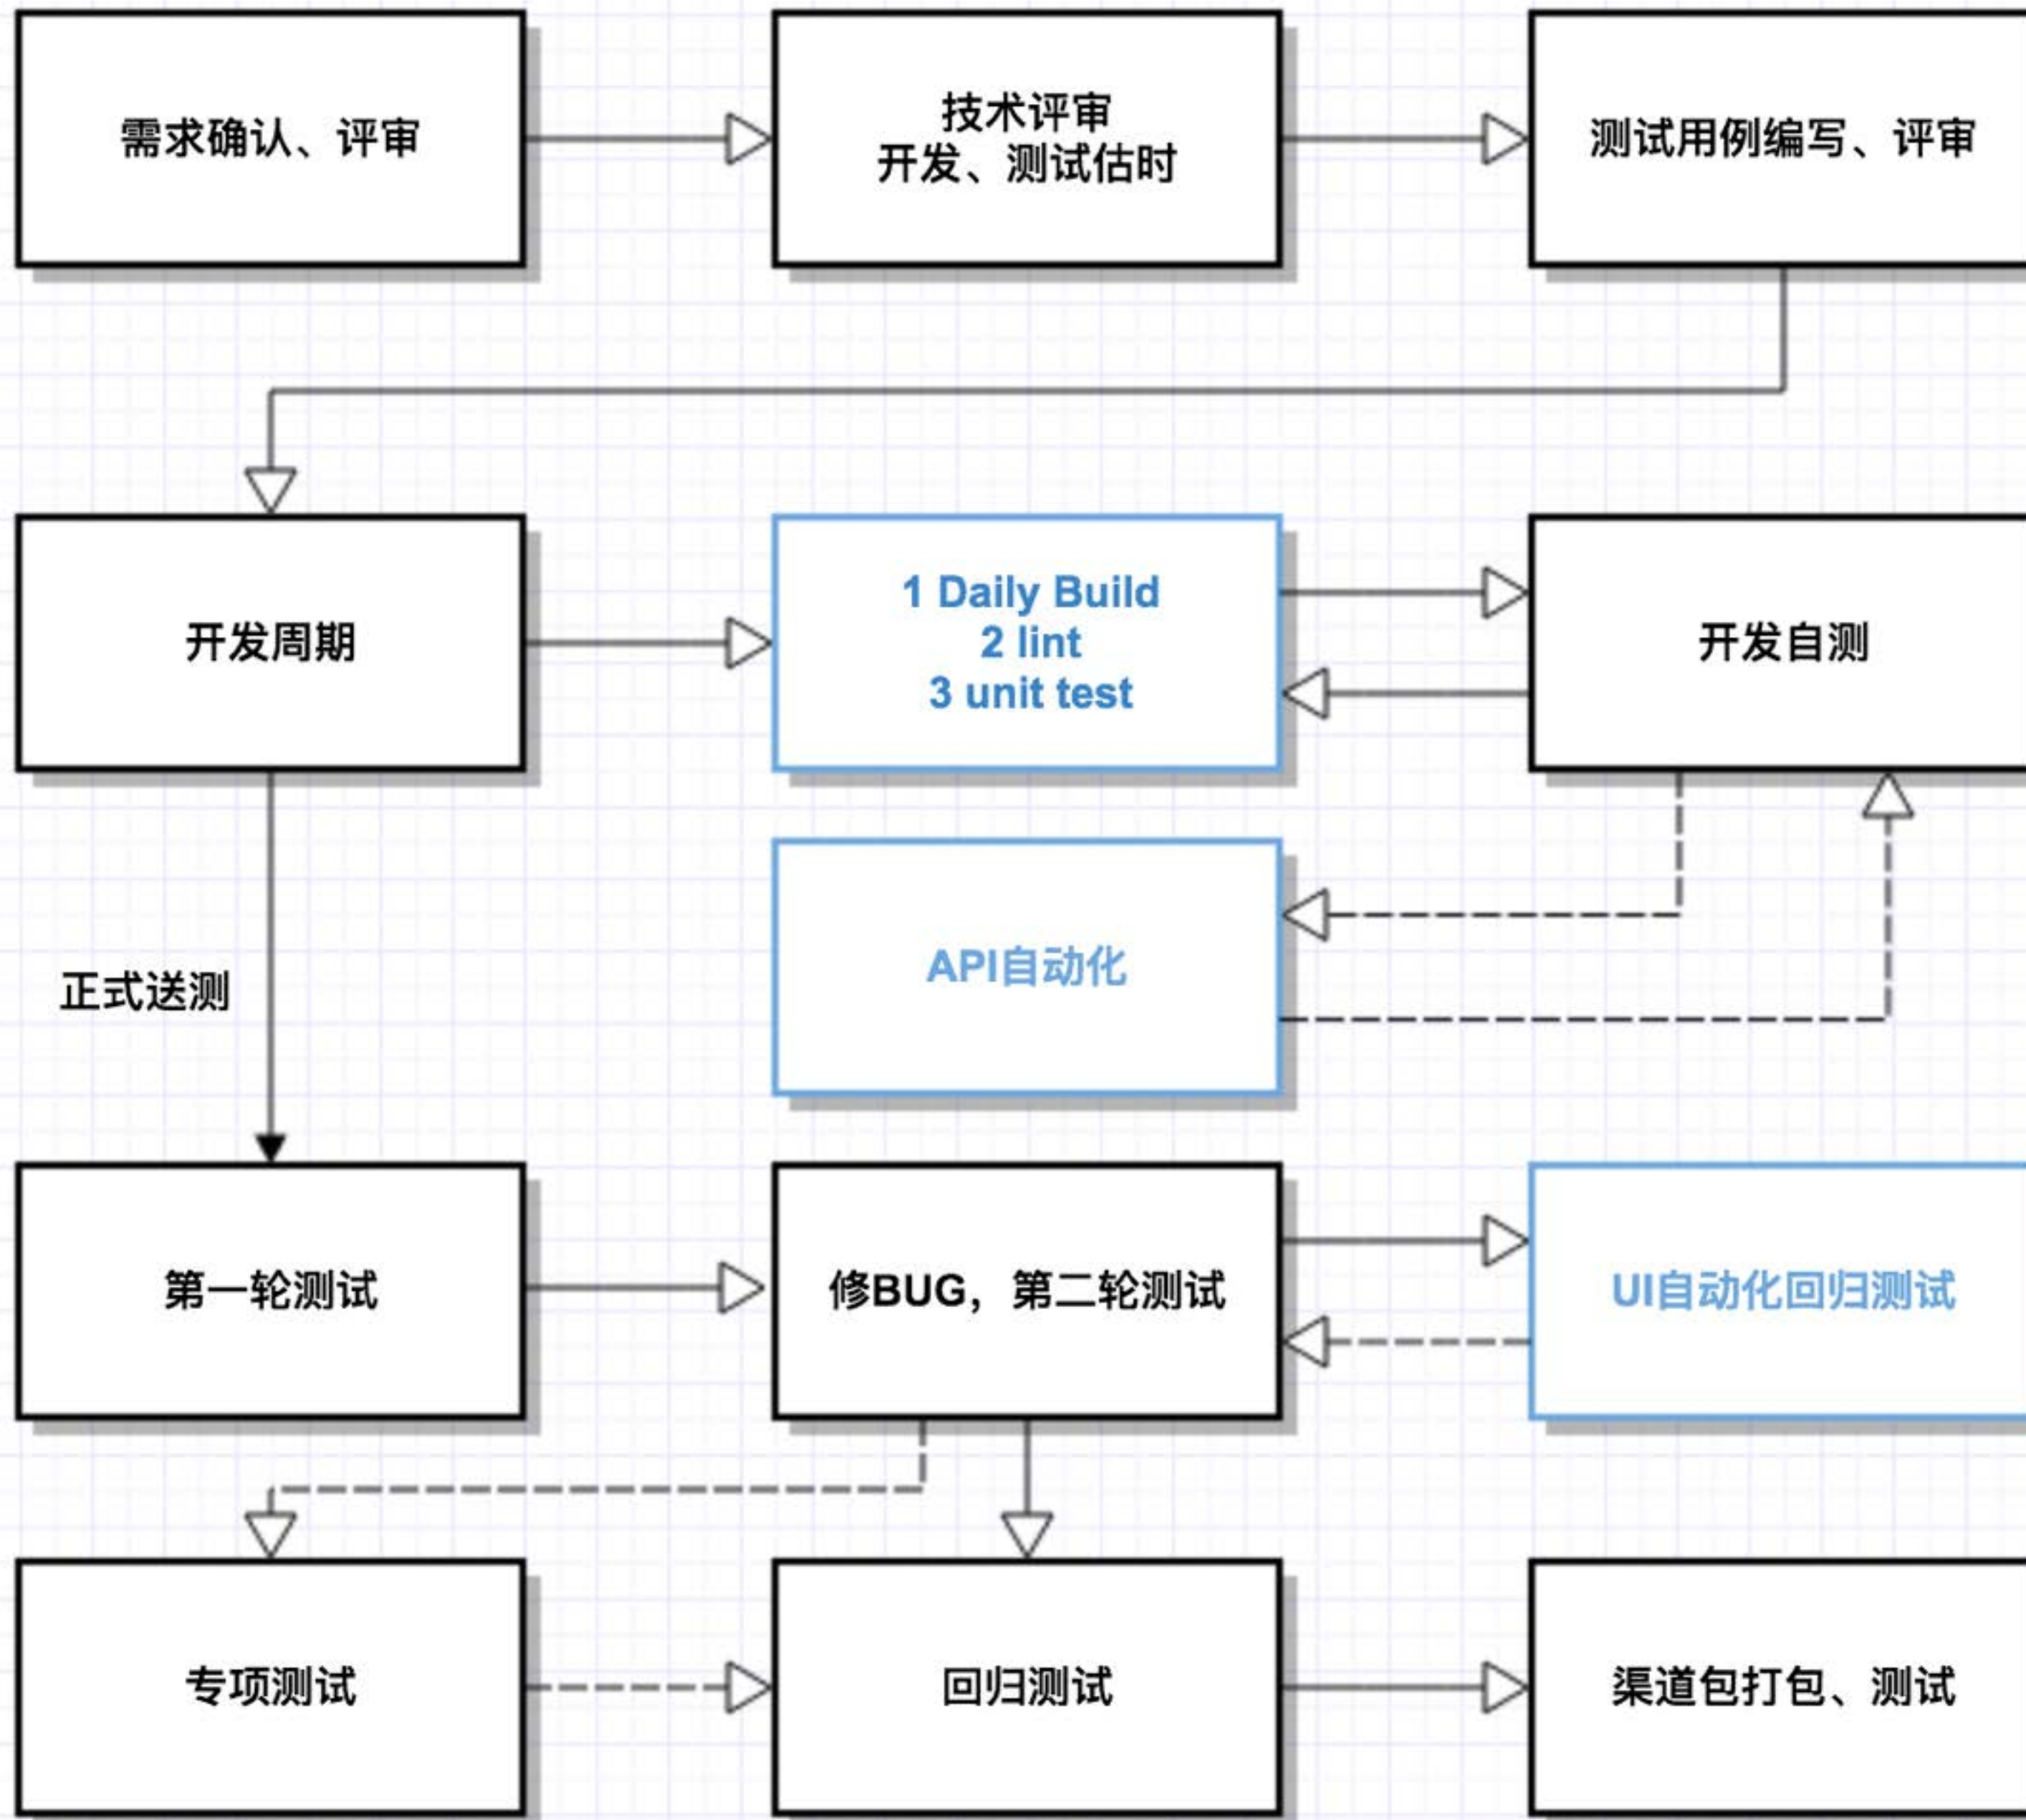 需求确认、评审
技术评审
开发、测试估时
测试用例编写、评审
开发周期
1 Daily Build
2 lint
3 unit test
开发自测
API自动化
正式送测
第一轮测试
修BUG，第二轮测试
UI自动化回归测试
专项测试
回归测试
渠道包打包、测试